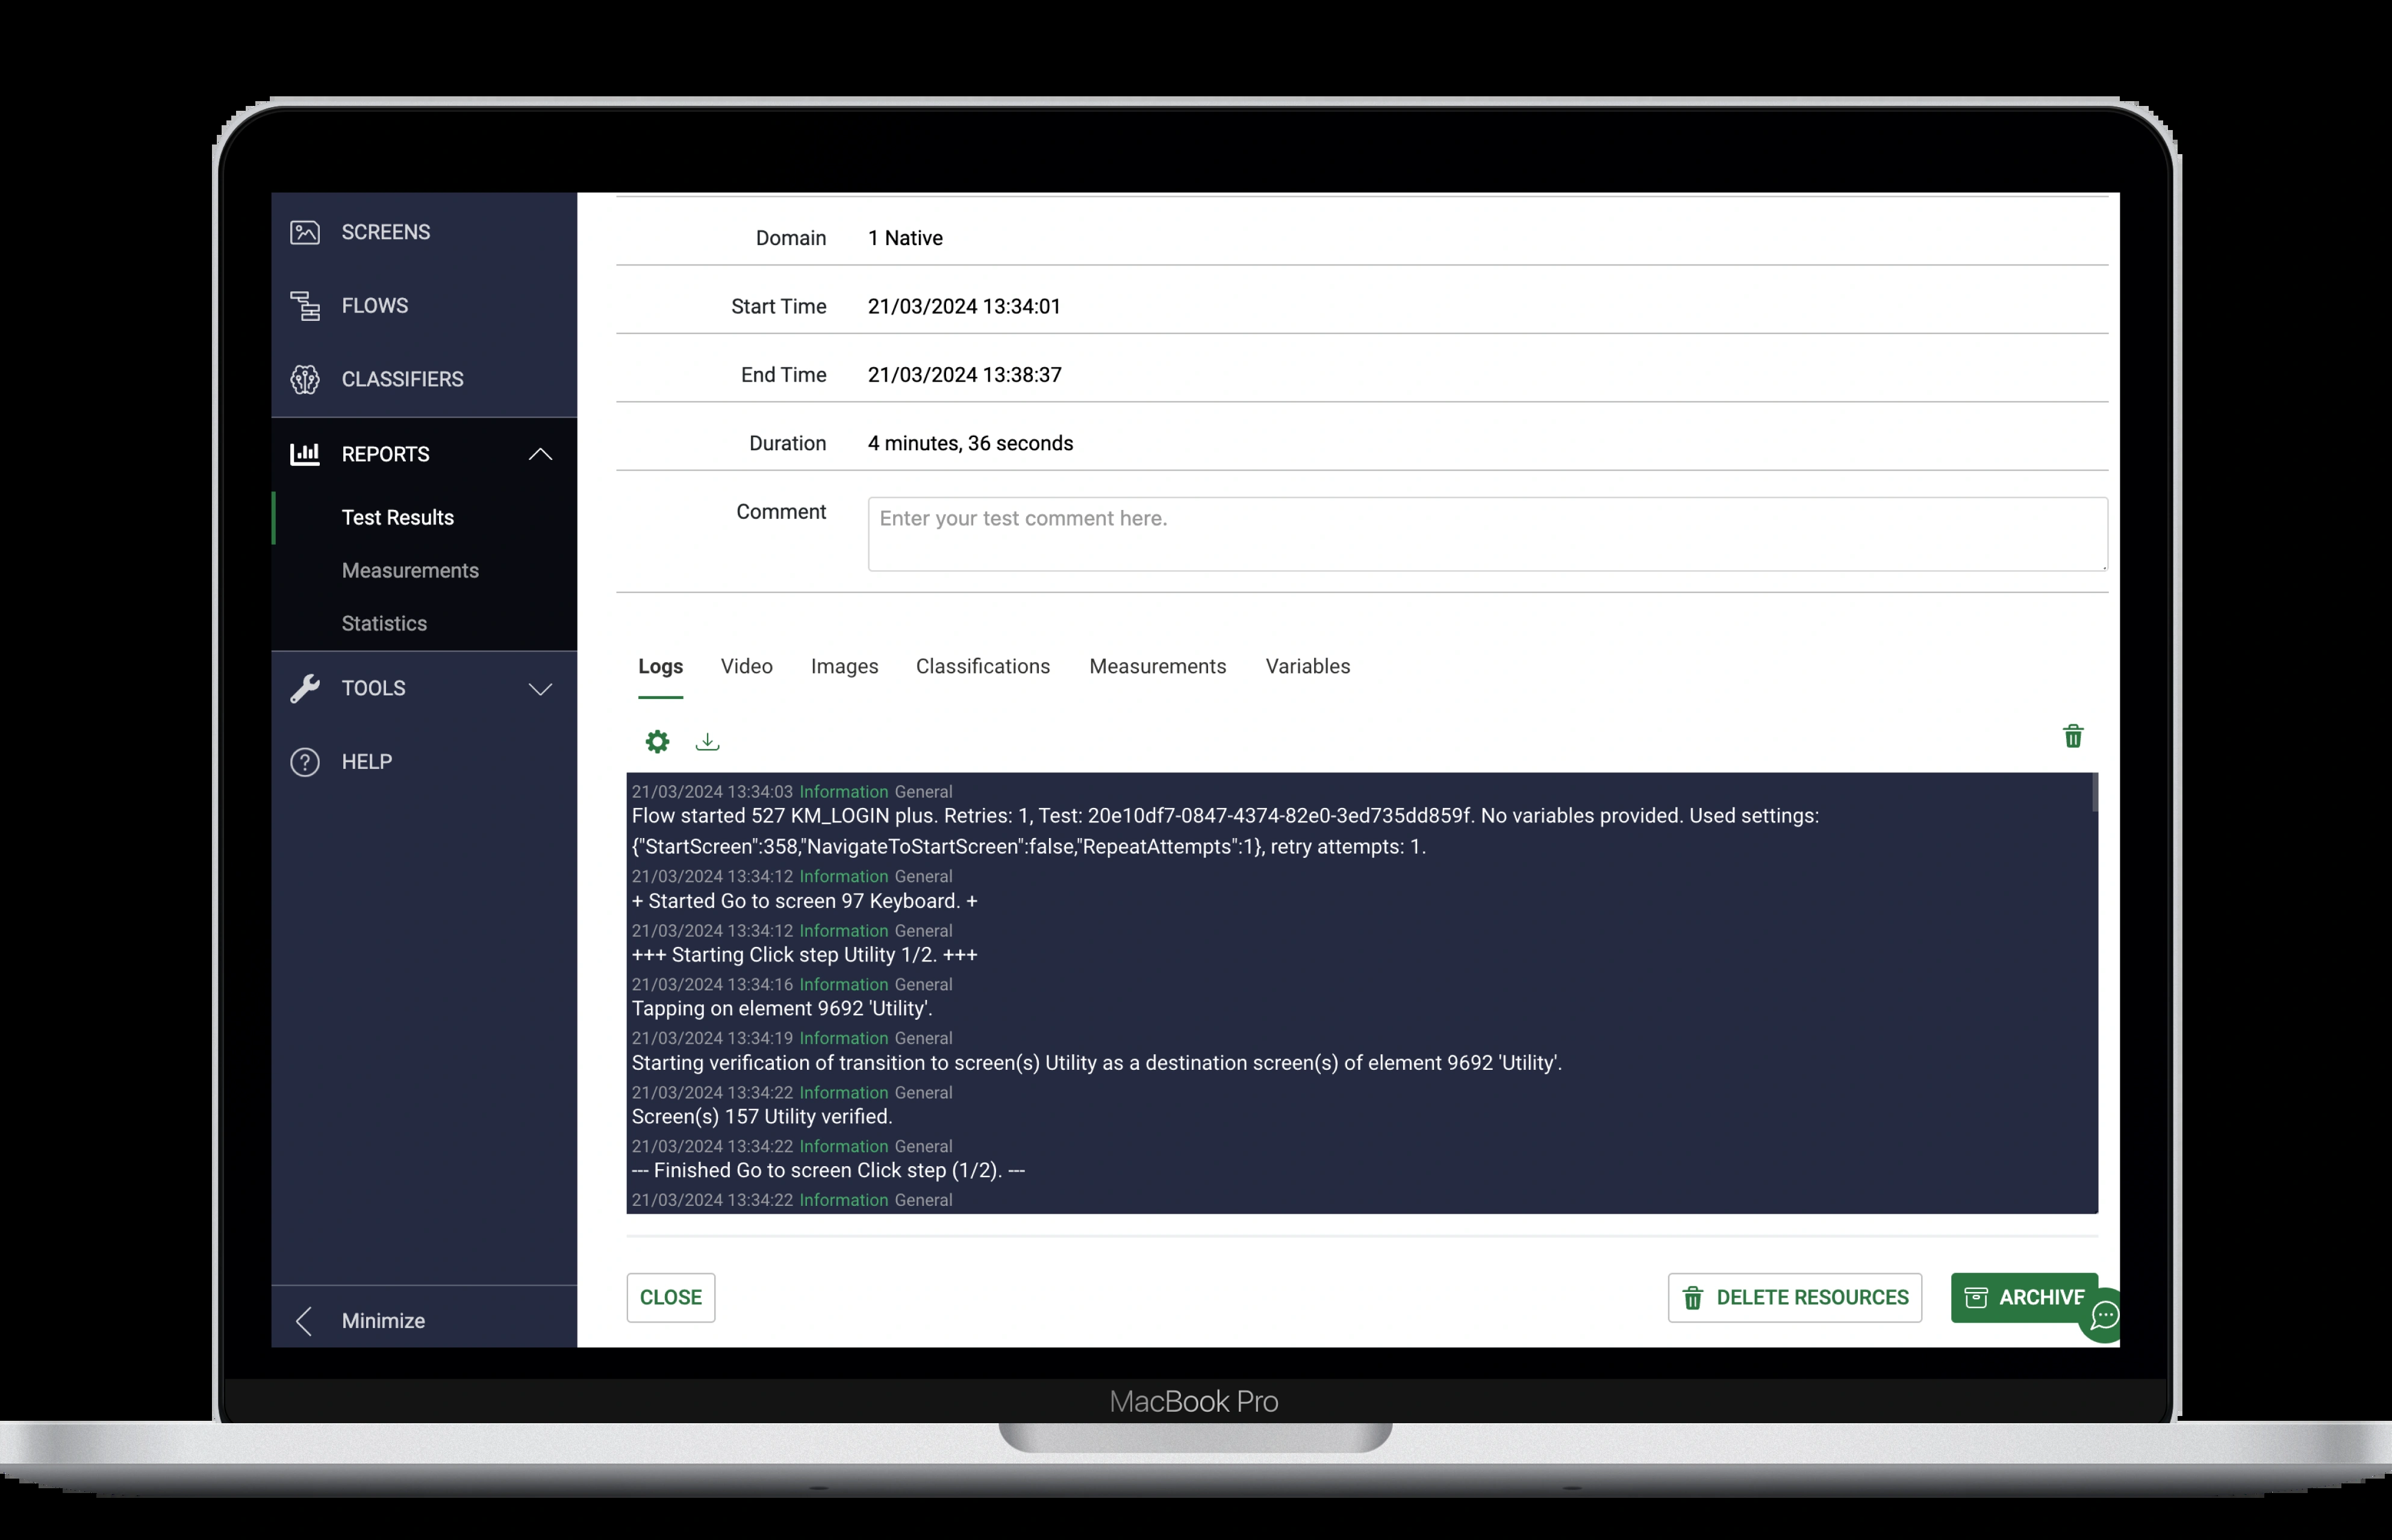 SCREENS
FLOWS
CLASSIFIERS
REPORTS
Test Results
Measurements
Statistics
TOOLS
HELP
Minimize
Domain 1 Native
Start Time 21/03/2024 13:34:01
End Time 21/03/2024 13:38:37
Duration 4 minutes, 36 seconds
Comment Enter your test comment here.
Logs Video Images Classifications Measurements Variables
21/03/2024 13:34:03 Information General
Flow started 527 KM_LOGIN plus. Retries: 1, Test: 20e10df7-0847-4374-82e0-3ed735dd859f. No variables provided. Used settings:
{"StartScreen":358,"NavigateToStartScreen":false,"RepeatAttempts":1}, retry attempts: 1.
21/03/2024 13:34:12 Information General
+ Started Go to screen 97 Keyboard. +
21/03/2024 13:34:12 Information General
+++ Starting Click step Utility 1/2. +++
21/03/2024 13:34:16 Information General
Tapping on element 9692 'Utility'.
21/03/2024 13:34:19 Information General
Starting verification of transition to screen(s) Utility as a destination screen(s) of element 9692 'Utility'.
21/03/2024 13:34:22 Information General
Screen(s) 157 Utility verified.
21/03/2024 13:34:22 Information General
--- Finished Go to screen Click step (1/2). ---
21/03/2024 13:34:22 Information General
CLOSE DELETE RESOURCES ARCHIVE
MacBook Pro